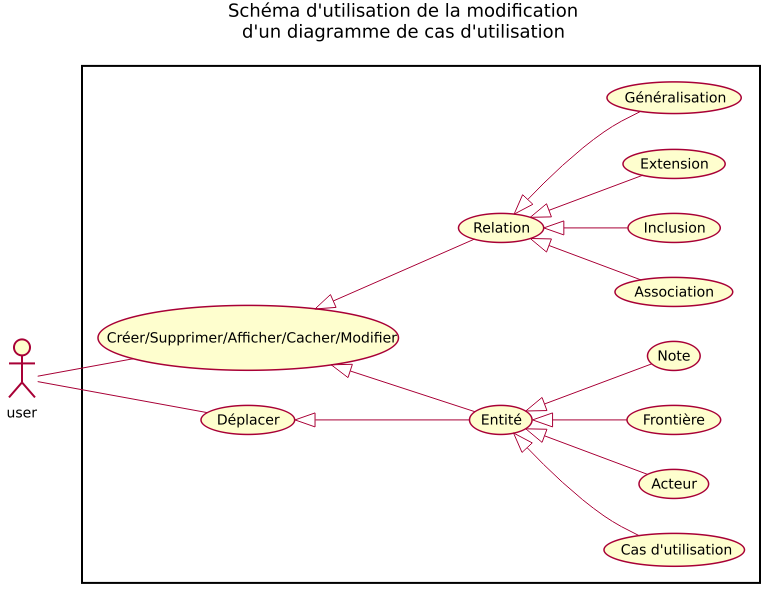 Schéma d'utilisation de la modification
d'un diagramme de cas d'utilisation
Généralisation
Extension
Relation
Inclusion
Association
Créer/Supprimer/Afficher/Cacher/Modifier
Note
user
Déplacer
Entité
Frontière
Acteur
Cas d'utilisation